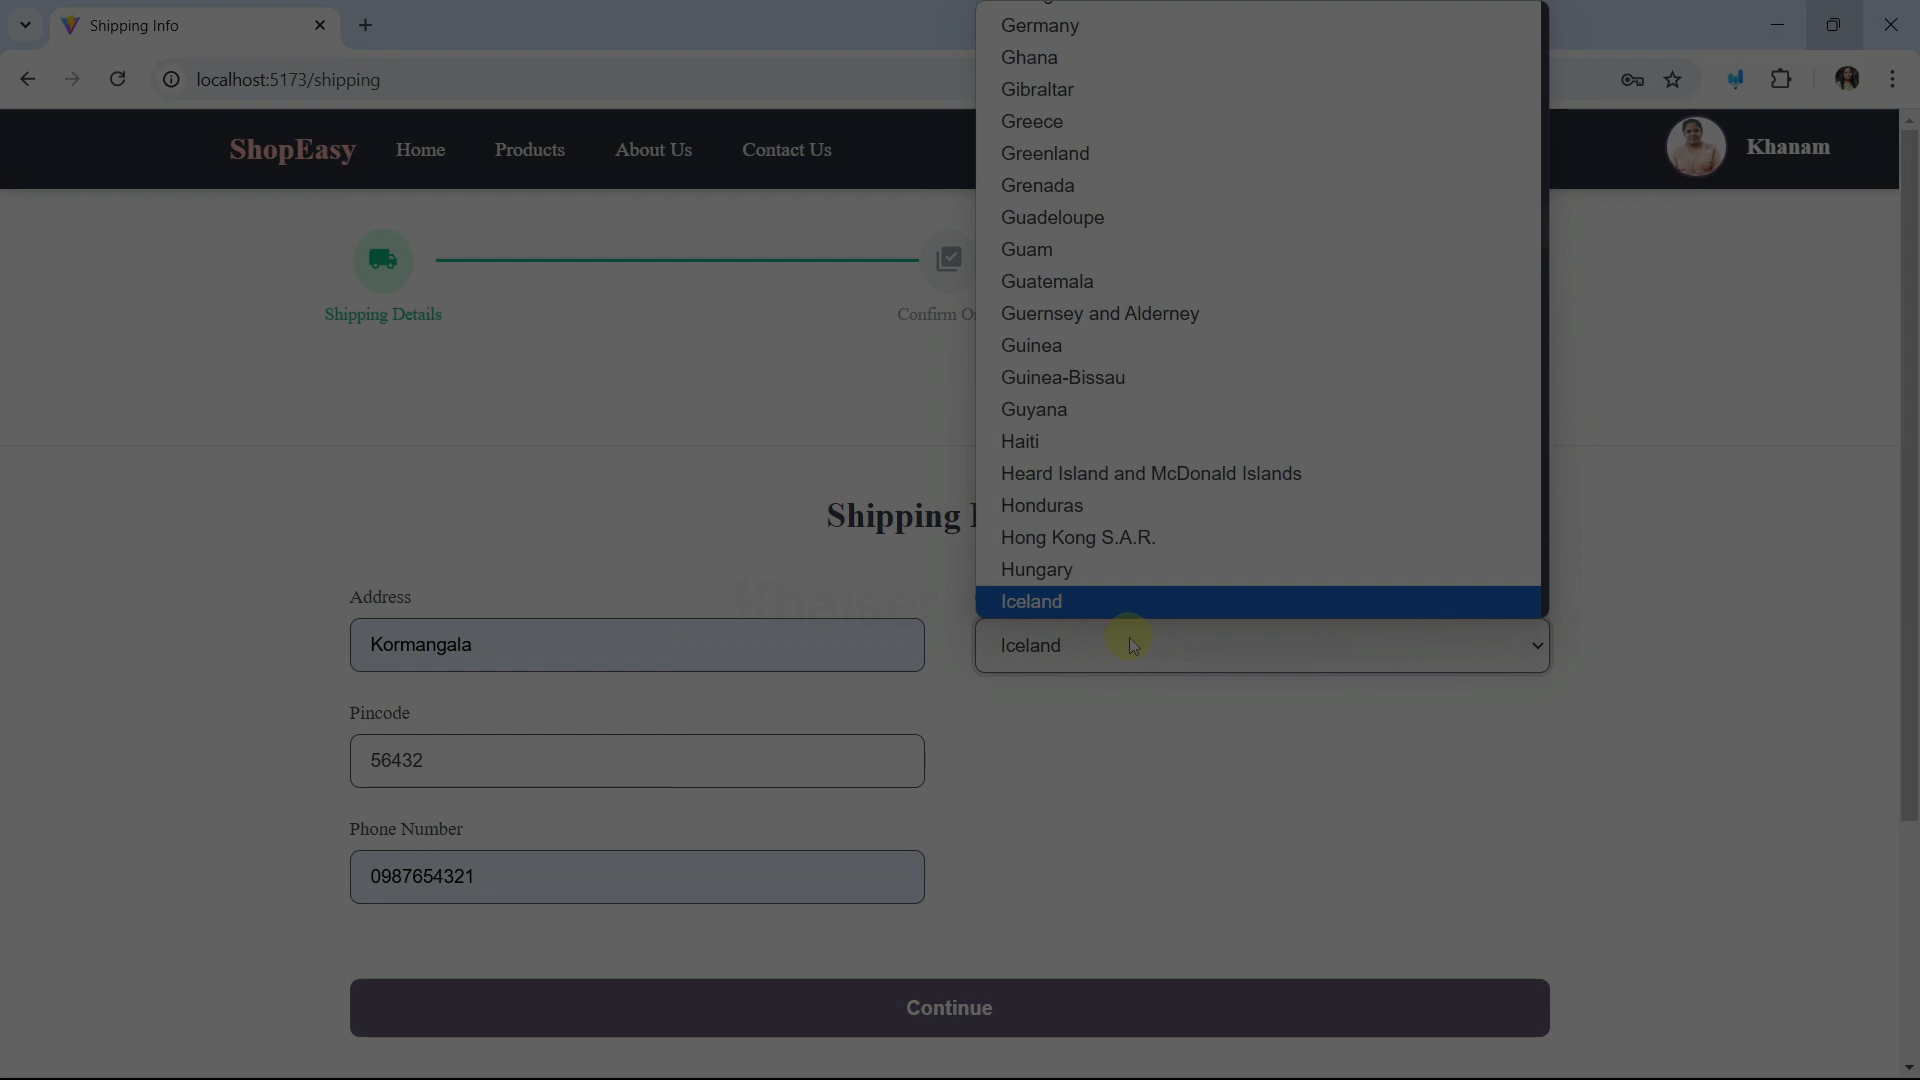 Shipping Info
localhost:5173/shipping
ShopEasy
Home
Products
About Us
Contact Us
Khanam
Shipping Details
Confirm
Germany
Ghana
Gibraltar
Greece
Greenland
Grenada
Guadeloupe
Guam
Guatemala
Guernsey and Alderney
Guinea
Guinea-Bissau
Guyana
Haiti
Heard Island and McDonald Islands
Honduras
Hong Kong S.A.R.
Hungary
Iceland
Shipping
Khaiser
Address
Kormangala
Iceland
Pincode
56432
Phone Number
0987654321
Continue